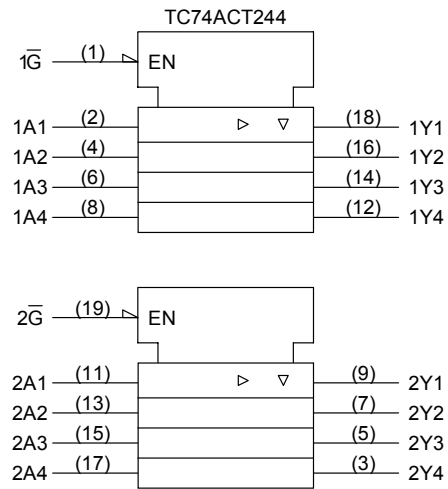 TC74ACT244
1G̅ (1) EN
1A1 (2) (18) 1Y1
1A2 (4) (16) 1Y2
1A3 (6) (14) 1Y3
1A4 (8) (12) 1Y4
2G̅ (19) EN
2A1 (11) (9) 2Y1
2A2 (13) (7) 2Y2
2A3 (15) (5) 2Y3
2A4 (17) (3) 2Y4